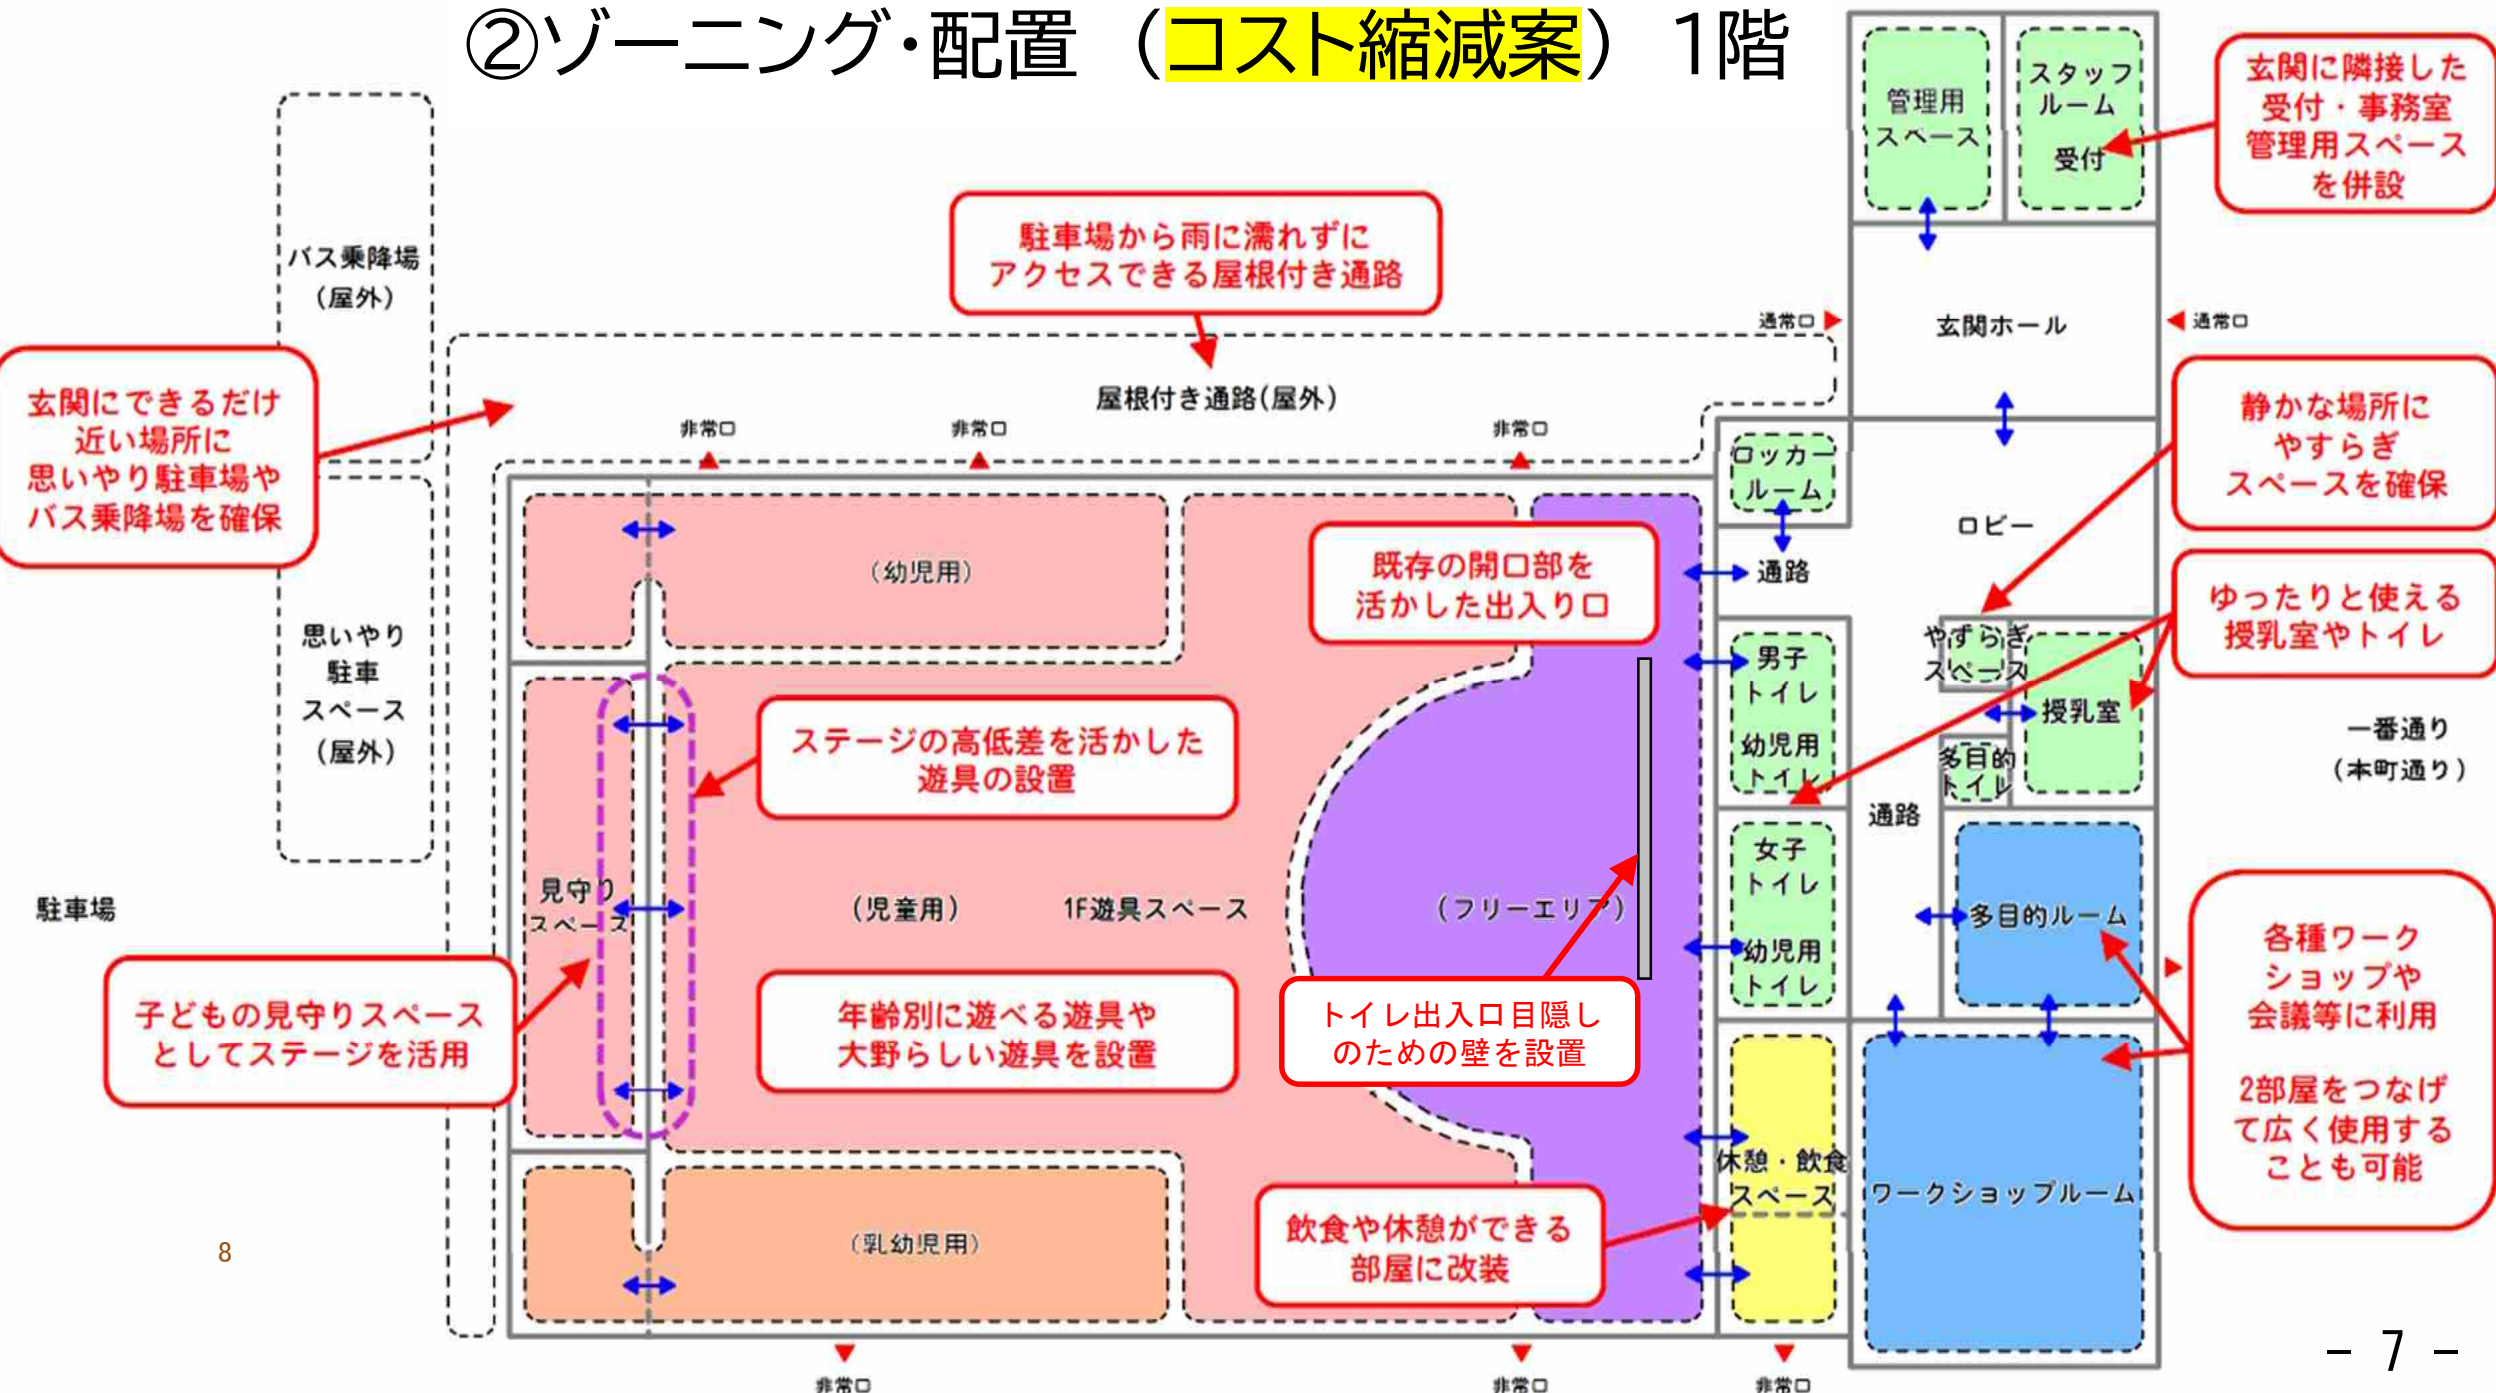 ②ゾーニング・配置（コスト縮減案） 1階
管理用
スペース
スタッフ
ルーム
受付
玄関に隣接した
受付・事務室
管理用スペース
を併設
バス乗降場
（屋外）
駐車場から雨に濡れずに
アクセスできる屋根付き通路
通常口
玄関ホール
通常口
玄関にできるだけ
近い場所に
思いやり駐車場や
バス乗降場を確保
屋根付き通路(屋外)
非常口
非常口
非常口
静かな場所に
やすらぎ
スペースを確保
ロッカー
ルーム
ロビー
通路
（幼児用）
既存の開口部を
活かした出入り口
ゆったりと使える
授乳室やトイレ
思いやり
駐車
スペース
（屋外）
男子
トイレ
幼児用
トイレ
やすらぎ
スペース
授乳室
多目的
トイレ
一番通り
（本町通り）
ステージの高低差を活かした
遊具の設置
通路
駐車場
見守り
スペース
（児童用）
1F遊具スペース
（フリーエリア）
女子
トイレ
幼児用
トイレ
多目的ルーム
各種ワーク
ショップや
会議等に利用
2部屋をつなげ
て広く使用する
ことも可能
子どもの見守りスペース
としてステージを活用
年齢別に遊べる遊具や
大野らしい遊具を設置
トイレ出入口目隠し
のための壁を設置
休憩・飲食
スペース
ワークショップルーム
飲食や休憩ができる
部屋に改装
（乳幼児用）
8
非常口
非常口
非常口
- 7 -